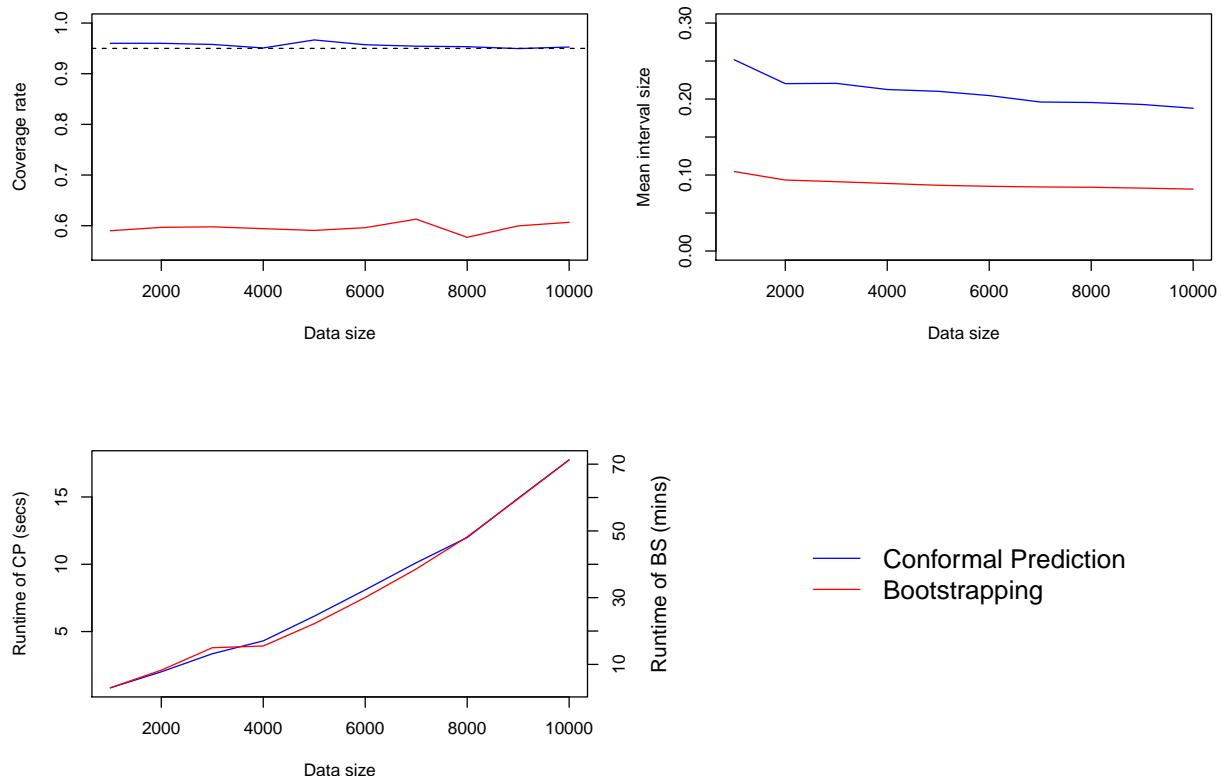 Coverage rate
1.0
0.9
0.8
0.7
0.6
2000 4000 6000 8000 10000
Data size
Mean interval size
0.30
0.20
0.10
0.00
2000 4000 6000 8000 10000
Data size
Runtime of CP (secs)
15
10
5
70
50
30
10
Runtime of BS (mins)
2000 4000 6000 8000 10000
Data size
Conformal Prediction
Bootstrapping